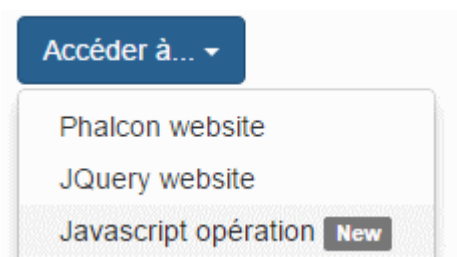 Accéder à...
Phalcon website
JQuery website
Javascript opération New